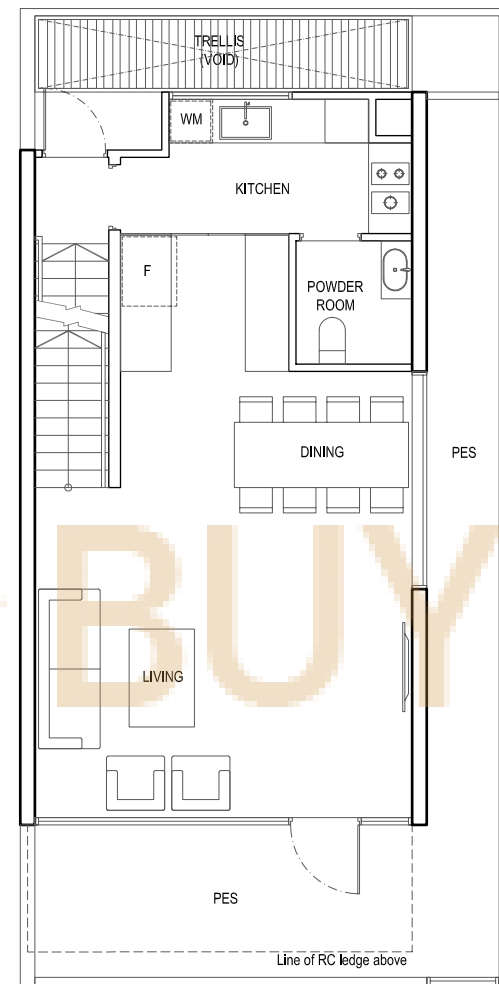 TRELLIS
(VOID)
WM
KITCHEN
F
POWDER
ROOM
DINING
PES
BUY
LIVING
PES
Line of RC ledge above